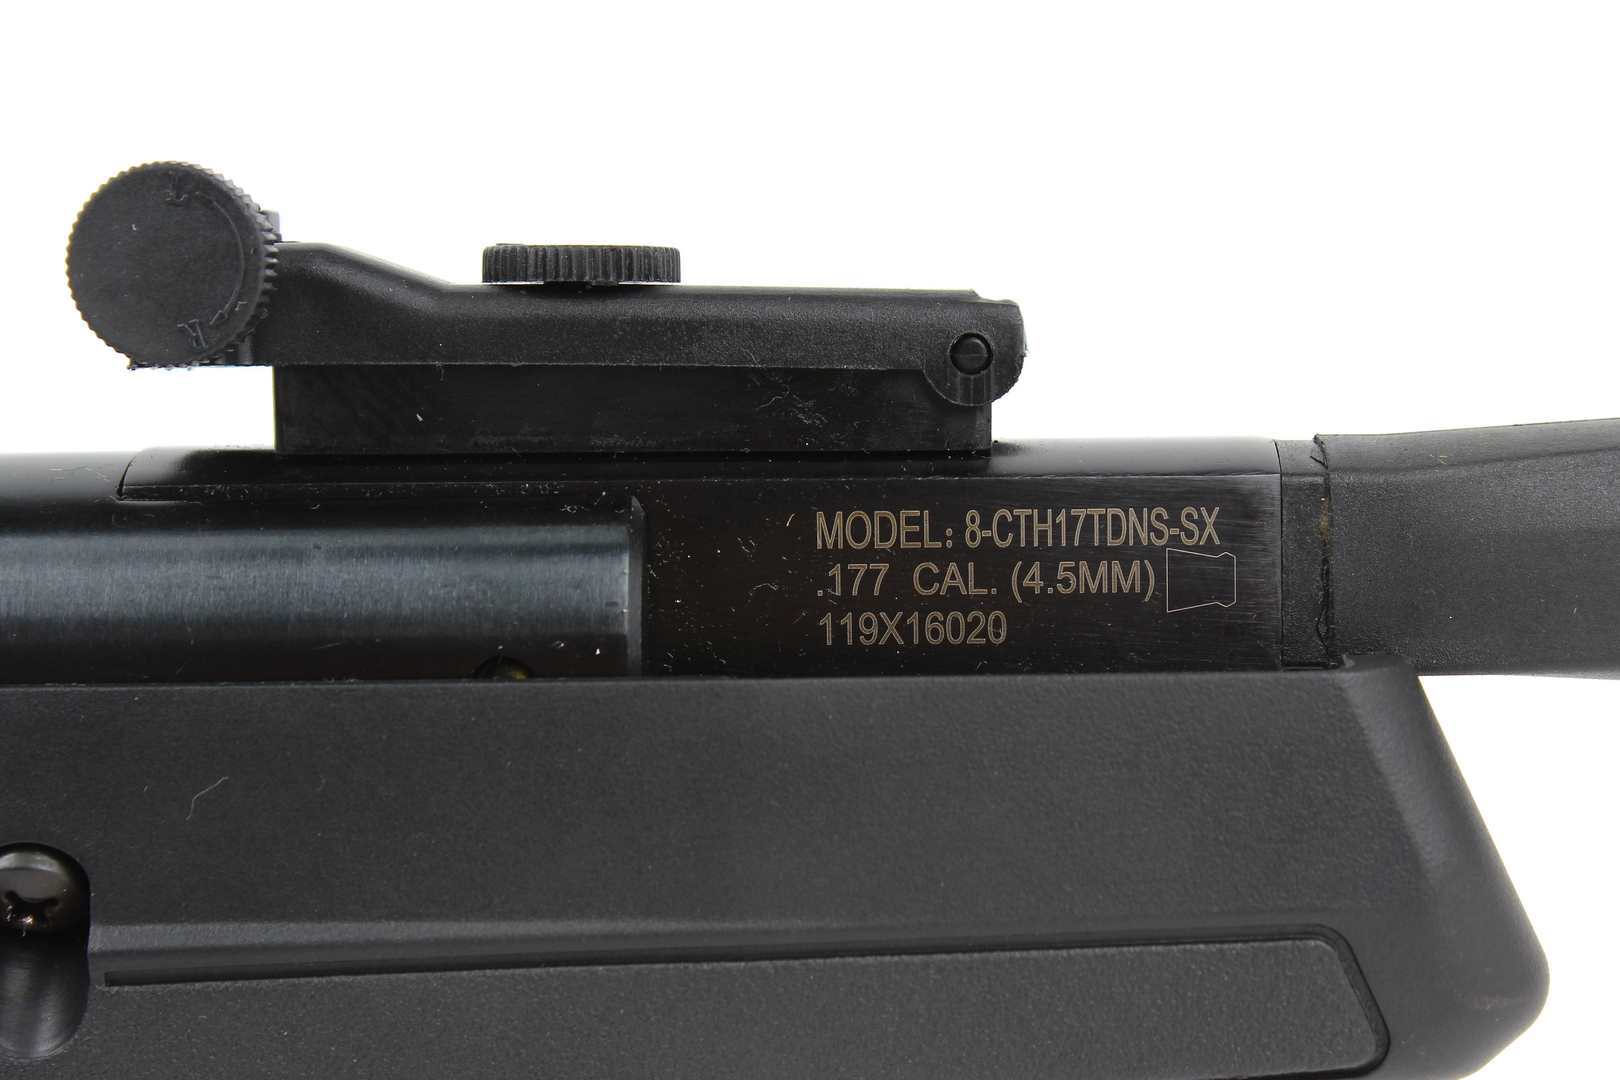 R
MODEL: 8-CTH17TDNS-SX
.177 CAL. (4.5MM)
119X16020